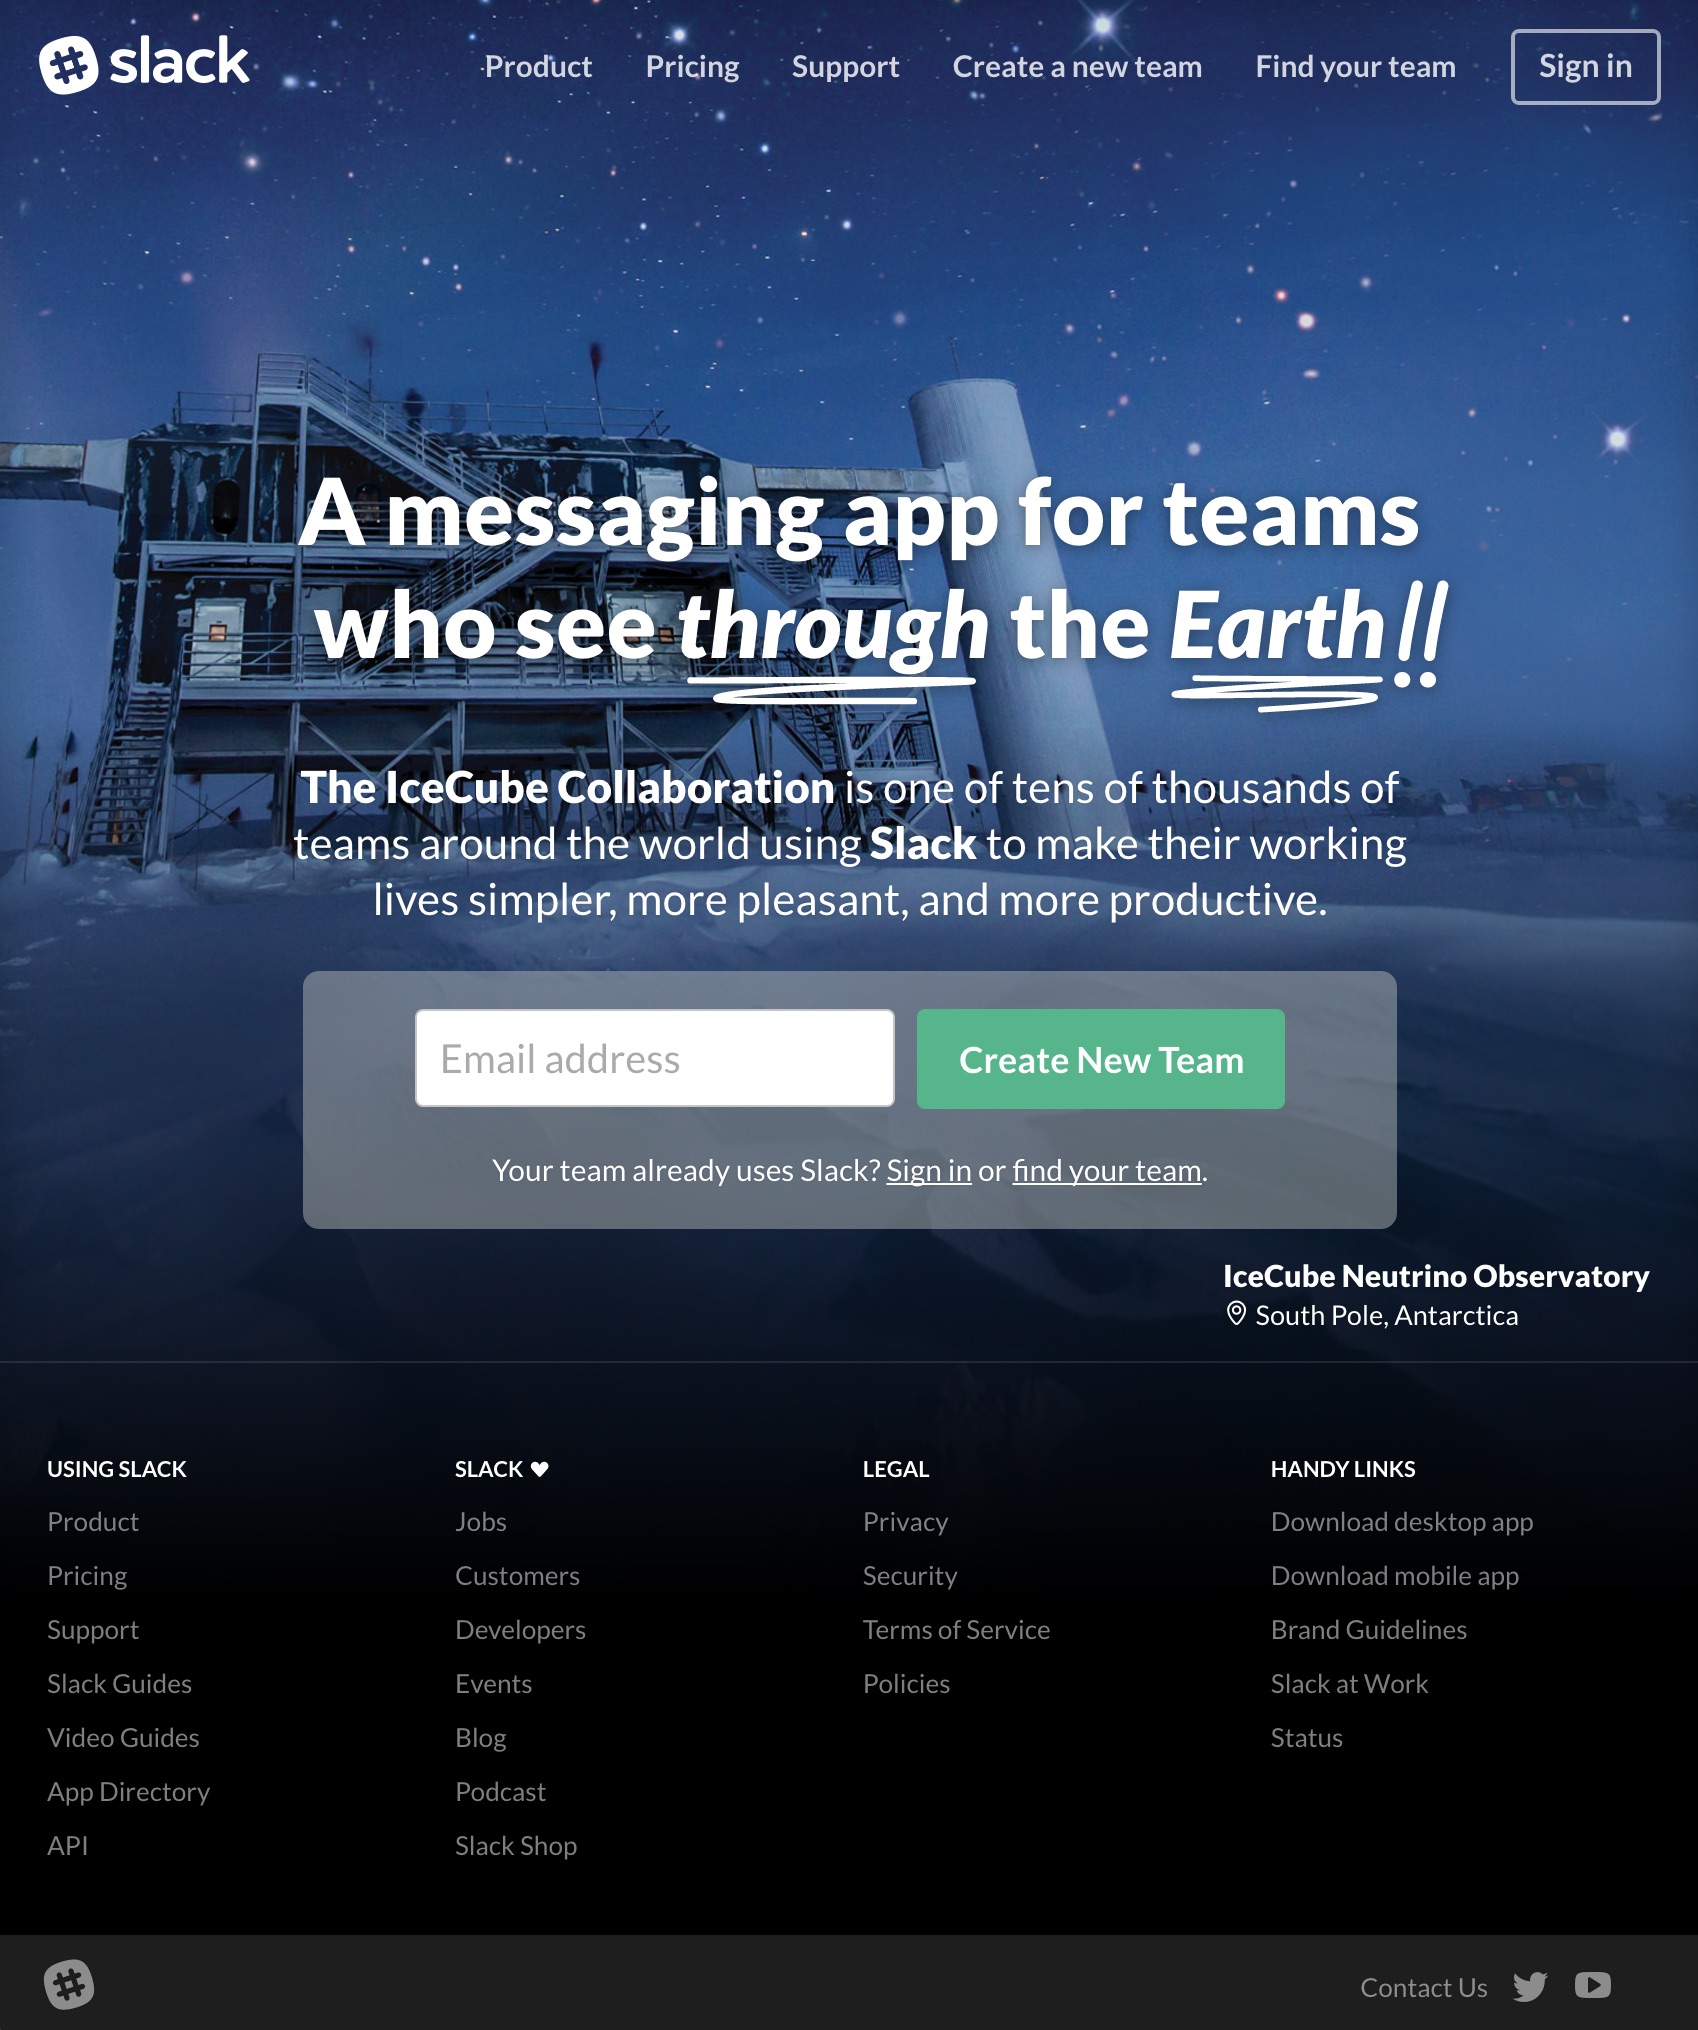 slack
Product Pricing Support Create a new team Find your team Sign in
A messaging app for teams
who see through the Earth!!
The IceCube Collaboration is one of tens of thousands of
teams around the world using Slack to make their working
lives simpler, more pleasant, and more productive.
Email address Create New Team
Your team already uses Slack? Sign in or find your team.
IceCube Neutrino Observatory
South Pole, Antarctica
USING SLACK
Product
Pricing
Support
Slack Guides
Video Guides
App Directory
API
SLACK ♥
Jobs
Customers
Developers
Events
Blog
Podcast
Slack Shop
LEGAL
Privacy
Security
Terms of Service
Policies
HANDY LINKS
Download desktop app
Download mobile app
Brand Guidelines
Slack at Work
Status
Contact Us